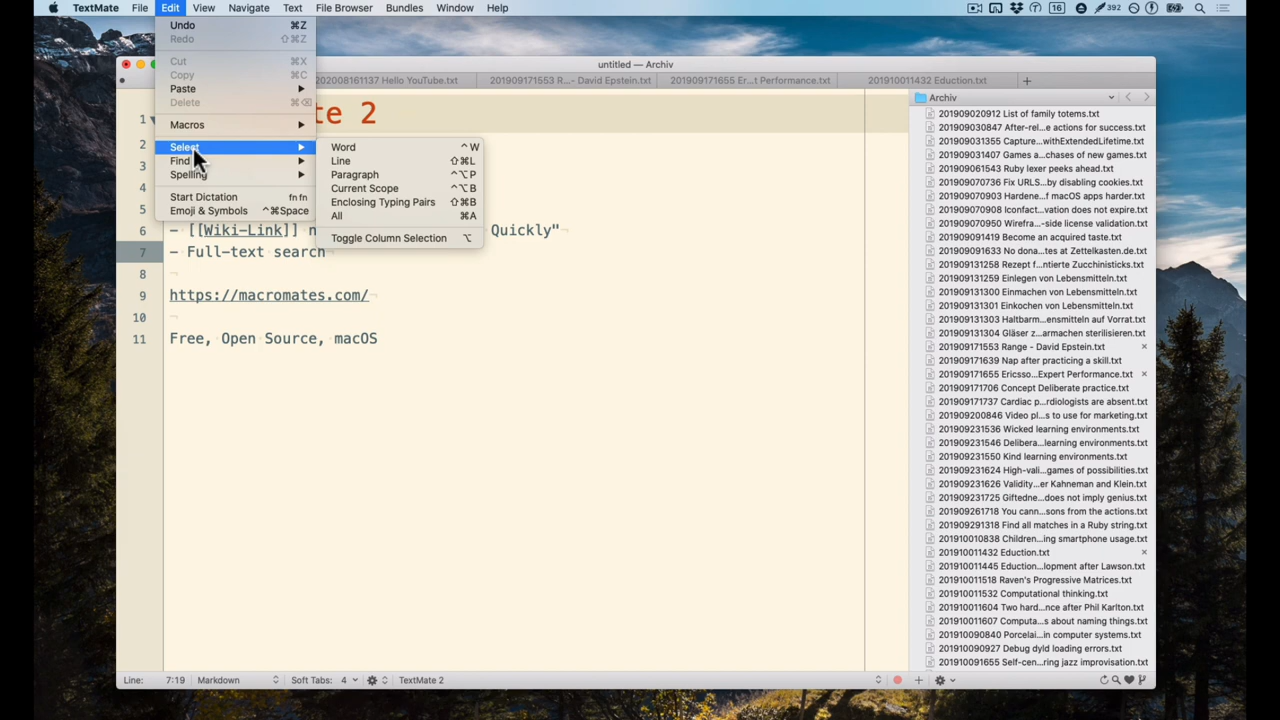 TextMate File Edit View Navigate Text File Browser Bundles Window Help 16 392
untitled — Archiv
202008161137 Hello YouTube.txt 201909171553 R...- David Epstein.txt 201909171655 Er...t Performance.txt 201910011432 Eduction.txt +
Undo ⌘Z
Redo ⇧⌘Z
Cut ⌘X
Copy ⌘C
Paste
Delete ⌘⌫
Macros
Select
Find
Spelling
Start Dictation fn fn
Emoji & Symbols ^⌘Space
Word ^W
Line ⇧⌘L
Paragraph ^⌥P
Current Scope ^⌥B
Enclosing Typing Pairs ⇧⌘B
All ⌘A
Toggle Column Selection ⌥
1 te 2
2
3
4
5
6 - [[Wiki-Link]] n Quickly"¬
7 - Full-text search¬
8 ¬
9 https://macromates.com/¬
10 ¬
11 Free, Open Source, macOS
Archiv
201909020912 List of family totems.txt
201909030847 After-rel...e actions for success.txt
201909031355 Capture...withExtendedLifetime.txt
201909031407 Games a...chases of new games.txt
201909061543 Ruby lexer peeks ahead.txt
201909070736 Fix URLS...by disabling cookies.txt
201909070903 Hardene...f macOS apps harder.txt
201909070908 Iconfact...vation does not expire.txt
201909070950 Wirefra...-side license validation.txt
201909091419 Become an acquired taste.txt
201909091633 No dona...tes at Zettelkasten.de.txt
201909131258 Rezept f...ntierte Zucchinisticks.txt
201909131259 Einlegen von Lebensmitteln.txt
201909131300 Einmachen von Lebensmitteln.txt
201909131301 Einkochen von Lebensmitteln.txt
201909131303 Haltbarm...ensmitteln auf Vorrat.txt
201909131304 Gläser z...armachen sterilisieren.txt
201909171553 Range - David Epstein.txt
201909171639 Nap after practicing a skill.txt
201909171655 Ericsso...Expert Performance.txt
201909171706 Concept Deliberate practice.txt
201909171737 Cardiac p...rdiologists are absent.txt
201909200846 Video pl...s to use for marketing.txt
201909231536 Wicked learning environments.txt
201909231546 Delibera...learning environments.txt
201909231550 Kind learning environments.txt
201909231624 High-vali...games of possibilities.txt
201909231626 Validity...er Kahneman and Klein.txt
201909231725 Giftedne...does not imply genius.txt
201909261718 You cann...sons from the actions.txt
201909291318 Find all matches in a Ruby string.txt
201910010838 Children...ing smartphone usage.txt
201910011432 Eduction.txt
201910011445 Eduction...lopment after Lawson.txt
201910011518 Raven's Progressive Matrices.txt
201910011532 Computational thinking.txt
201910011604 Two hard...nce after Phil Karlton.txt
201910011607 Computa...s about naming things.txt
201910090840 Porcelai...in computer systems.txt
201910090927 Debug dyld loading errors.txt
201910091655 Self-cen...ring jazz improvisation.txt
Line: 7:19 Markdown Soft Tabs: 4 TextMate 2